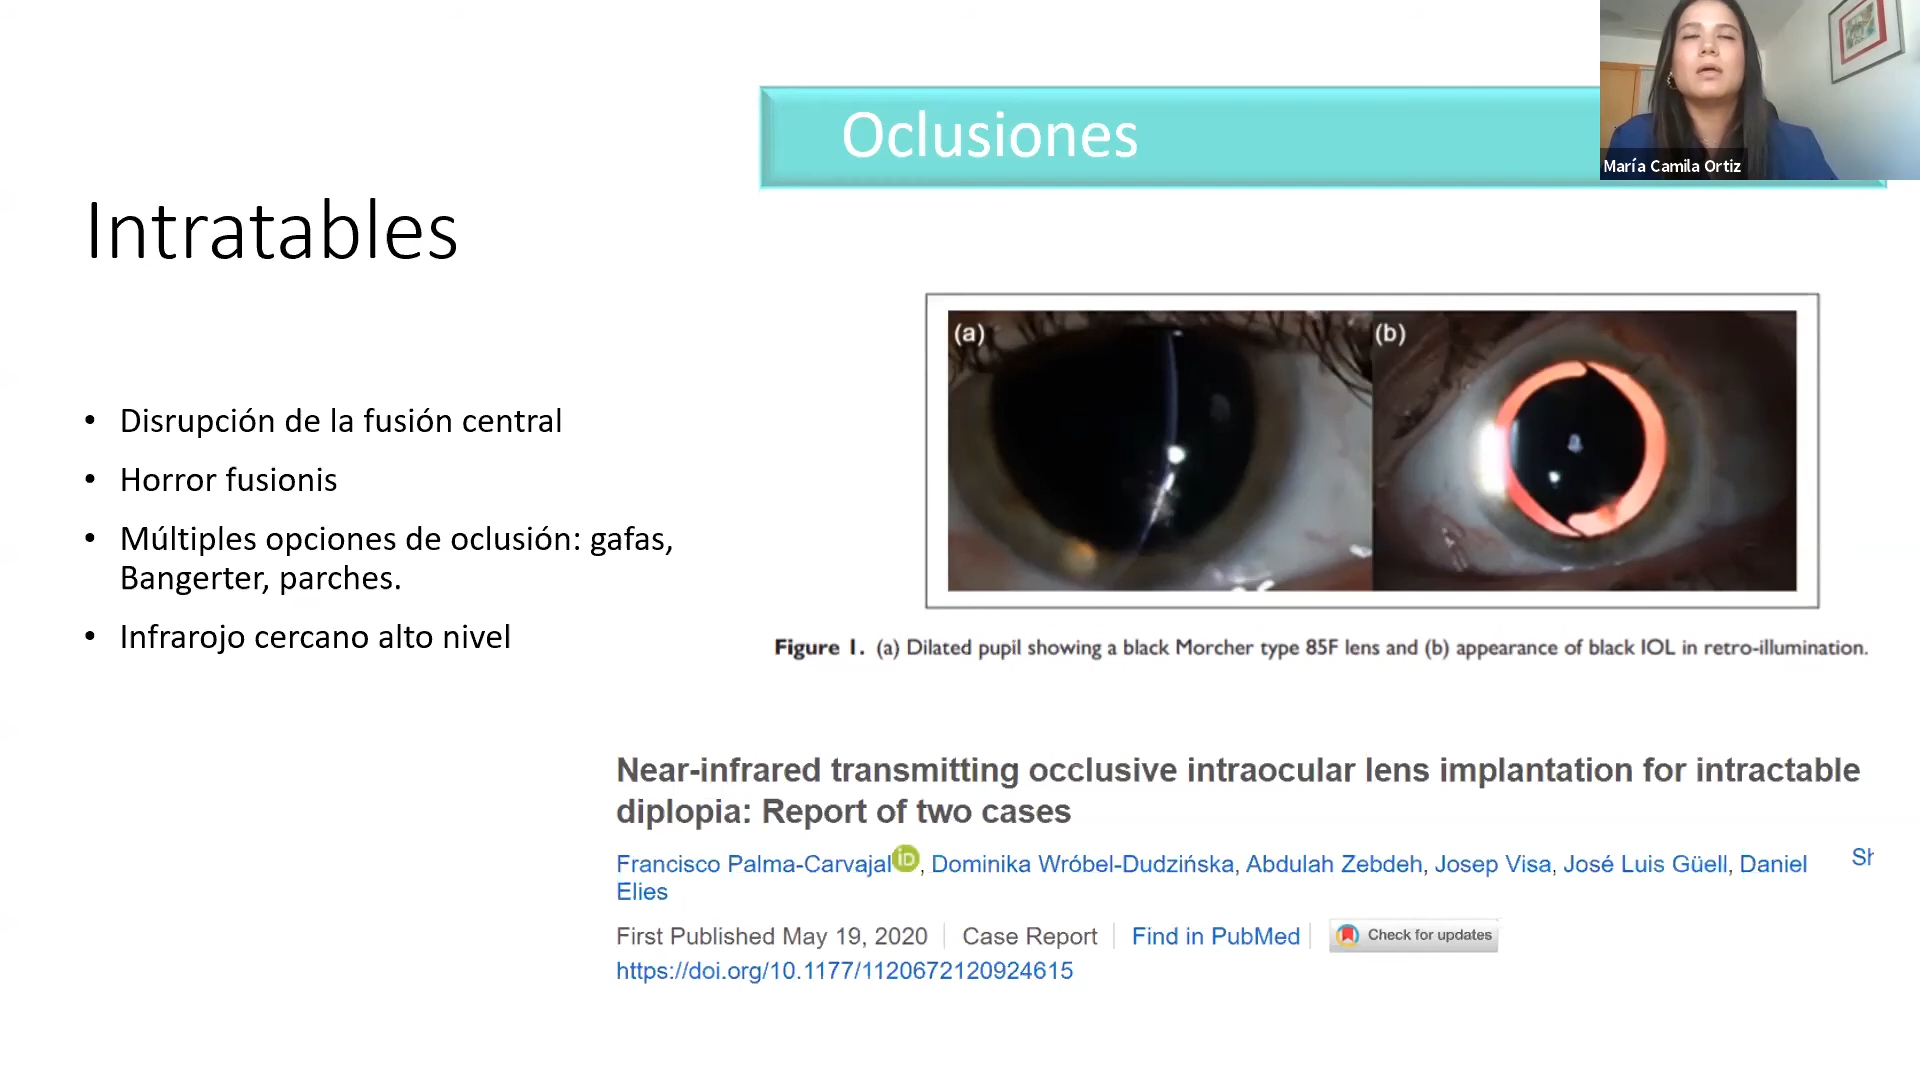 Oclusiones
María Camila Ortiz
Intratables
• Disrupción de la fusión central
• Horror fusionis
• Múltiples opciones de oclusión: gafas,
Bangerter, parches.
• Infrarojo cercano alto nivel
(a)
(b)
Figure 1. (a) Dilated pupil showing a black Morcher type 85F lens and (b) appearance of black IOL in retro-illumination.
Near-infrared transmitting occlusive intraocular lens implantation for intractable
diplopia: Report of two cases
Francisco Palma-Carvajal iD, Dominika Wróbel-Dudzińska, Abdulah Zebdeh, Josep Visa, José Luis Güell, Daniel
Elies
Sh
First Published May 19, 2020 | Case Report | Find in PubMed | Check for updates
https://doi.org/10.1177/1120672120924615